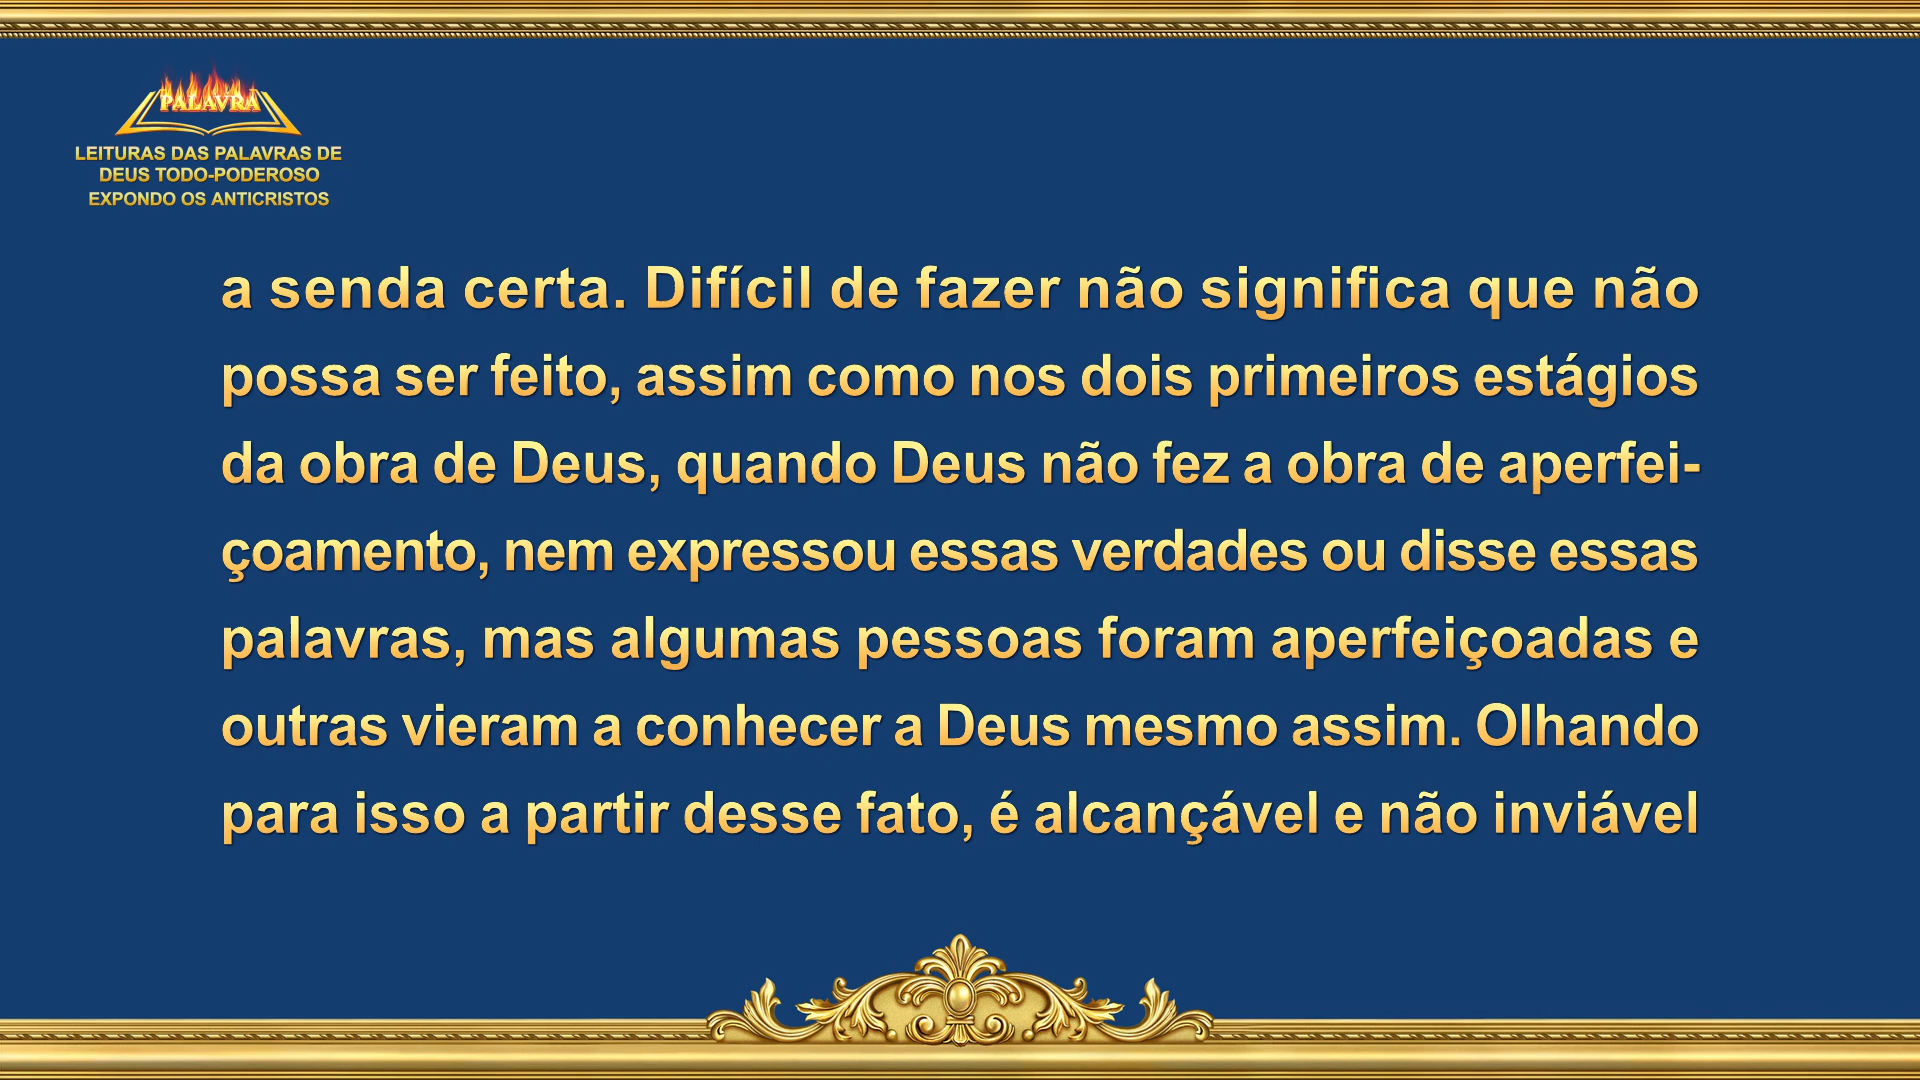 PALAVRA
LEITURAS DAS PALAVRAS DE
DEUS TODO-PODEROSO
EXPONDO OS ANTICRISTOS
a senda certa. Difícil de fazer não significa que não
possa ser feito, assim como nos dois primeiros estágios
da obra de Deus, quando Deus não fez a obra de aperfei-
çoamento, nem expressou essas verdades ou disse essas
palavras, mas algumas pessoas foram aperfeiçoadas e
outras vieram a conhecer a Deus mesmo assim. Olhando
para isso a partir desse fato, é alcançável e não inviável